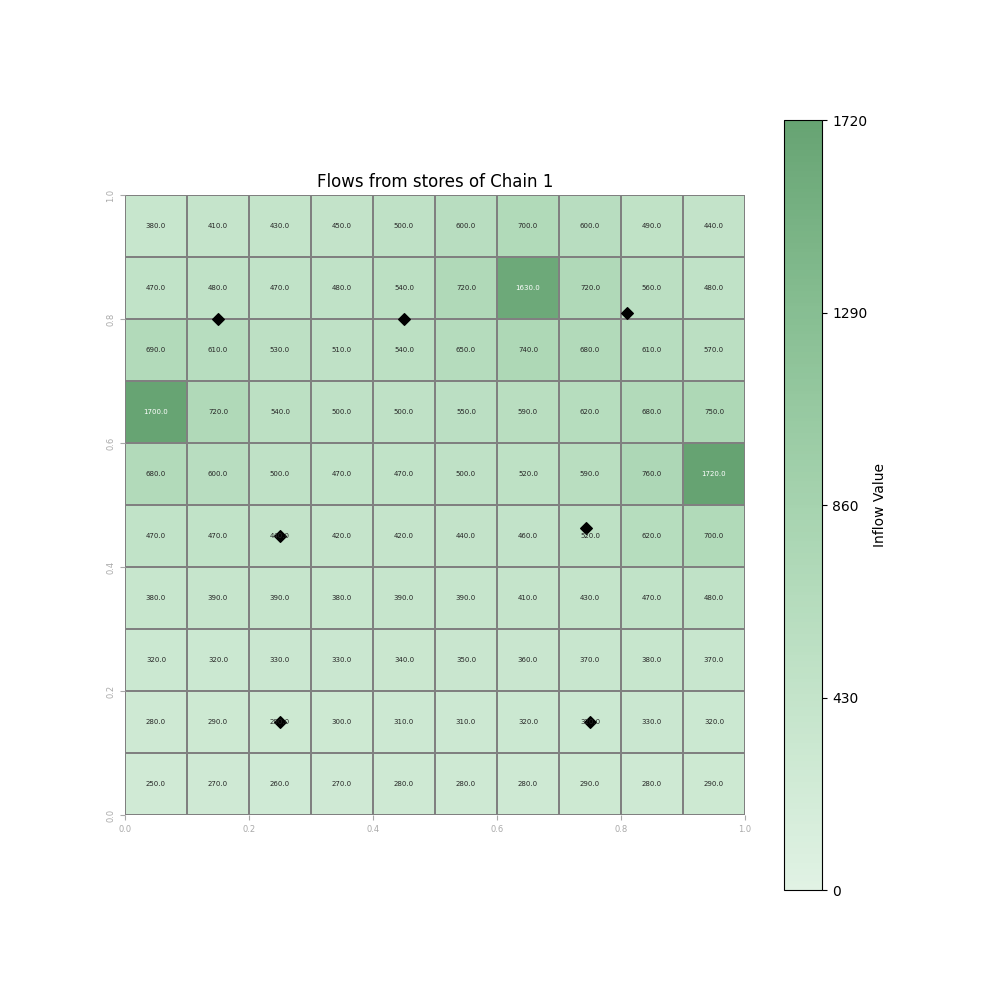 Flows from stores of Chain 1
1.0
380.0 410.0 430.0 450.0 500.0 600.0 700.0 600.0 490.0 440.0
470.0 480.0 470.0 480.0 540.0 720.0 1630.0 720.0 560.0 480.0
0.8
690.0 610.0 530.0 510.0 540.0 650.0 740.0 680.0 610.0 570.0
1700.0 720.0 540.0 500.0 500.0 550.0 590.0 620.0 680.0 750.0
0.6
680.0 600.0 500.0 470.0 470.0 500.0 520.0 590.0 760.0 1720.0
470.0 470.0 420.0 420.0 440.0 460.0 520.0 620.0 700.0
0.4
380.0 390.0 390.0 380.0 390.0 390.0 410.0 430.0 470.0 480.0
320.0 320.0 330.0 330.0 340.0 350.0 360.0 370.0 380.0 370.0
0.2
280.0 290.0 300.0 310.0 310.0 320.0 330.0 320.0
250.0 270.0 260.0 270.0 280.0 280.0 280.0 290.0 280.0 290.0
0.0
0.0 0.2 0.4 0.6 0.8 1.0
1720
1290
860
430
0
Inflow Value